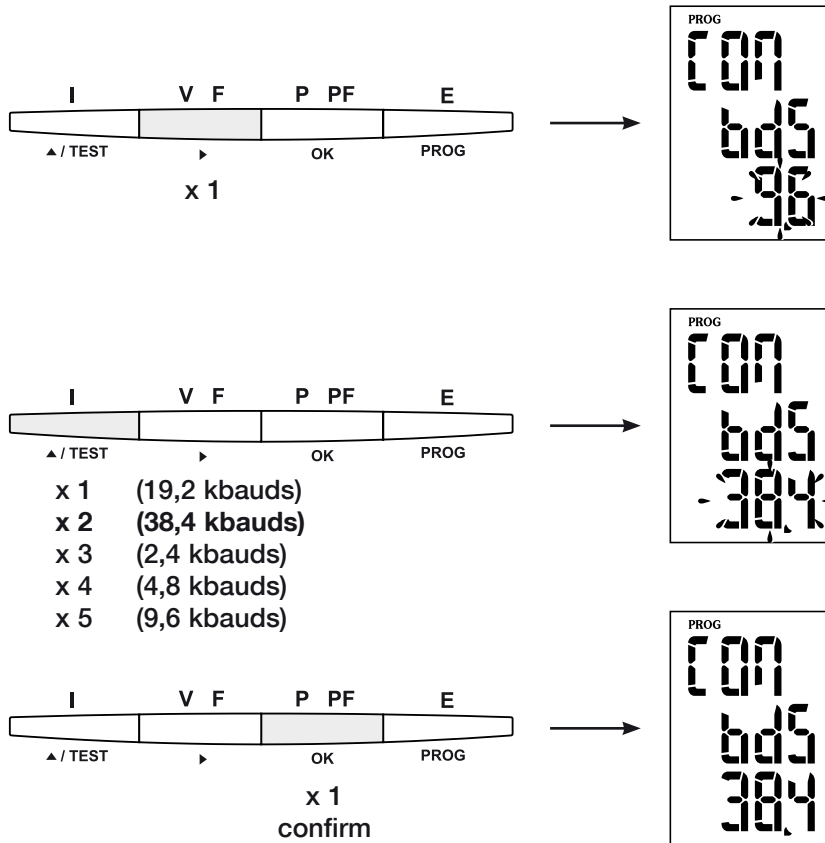 I V F P PF E
▲ / TEST ▶ OK PROG
x 1
PROG
COM
bdS
9.6
I V F P PF E
▲ / TEST ▶ OK PROG
x 1 (19,2 kbauds)
x 2 (38,4 kbauds)
x 3 (2,4 kbauds)
x 4 (4,8 kbauds)
x 5 (9,6 kbauds)
PROG
COM
bdS
38.4
I V F P PF E
▲ / TEST ▶ OK PROG
x 1
confirm
PROG
COM
bdS
38.4